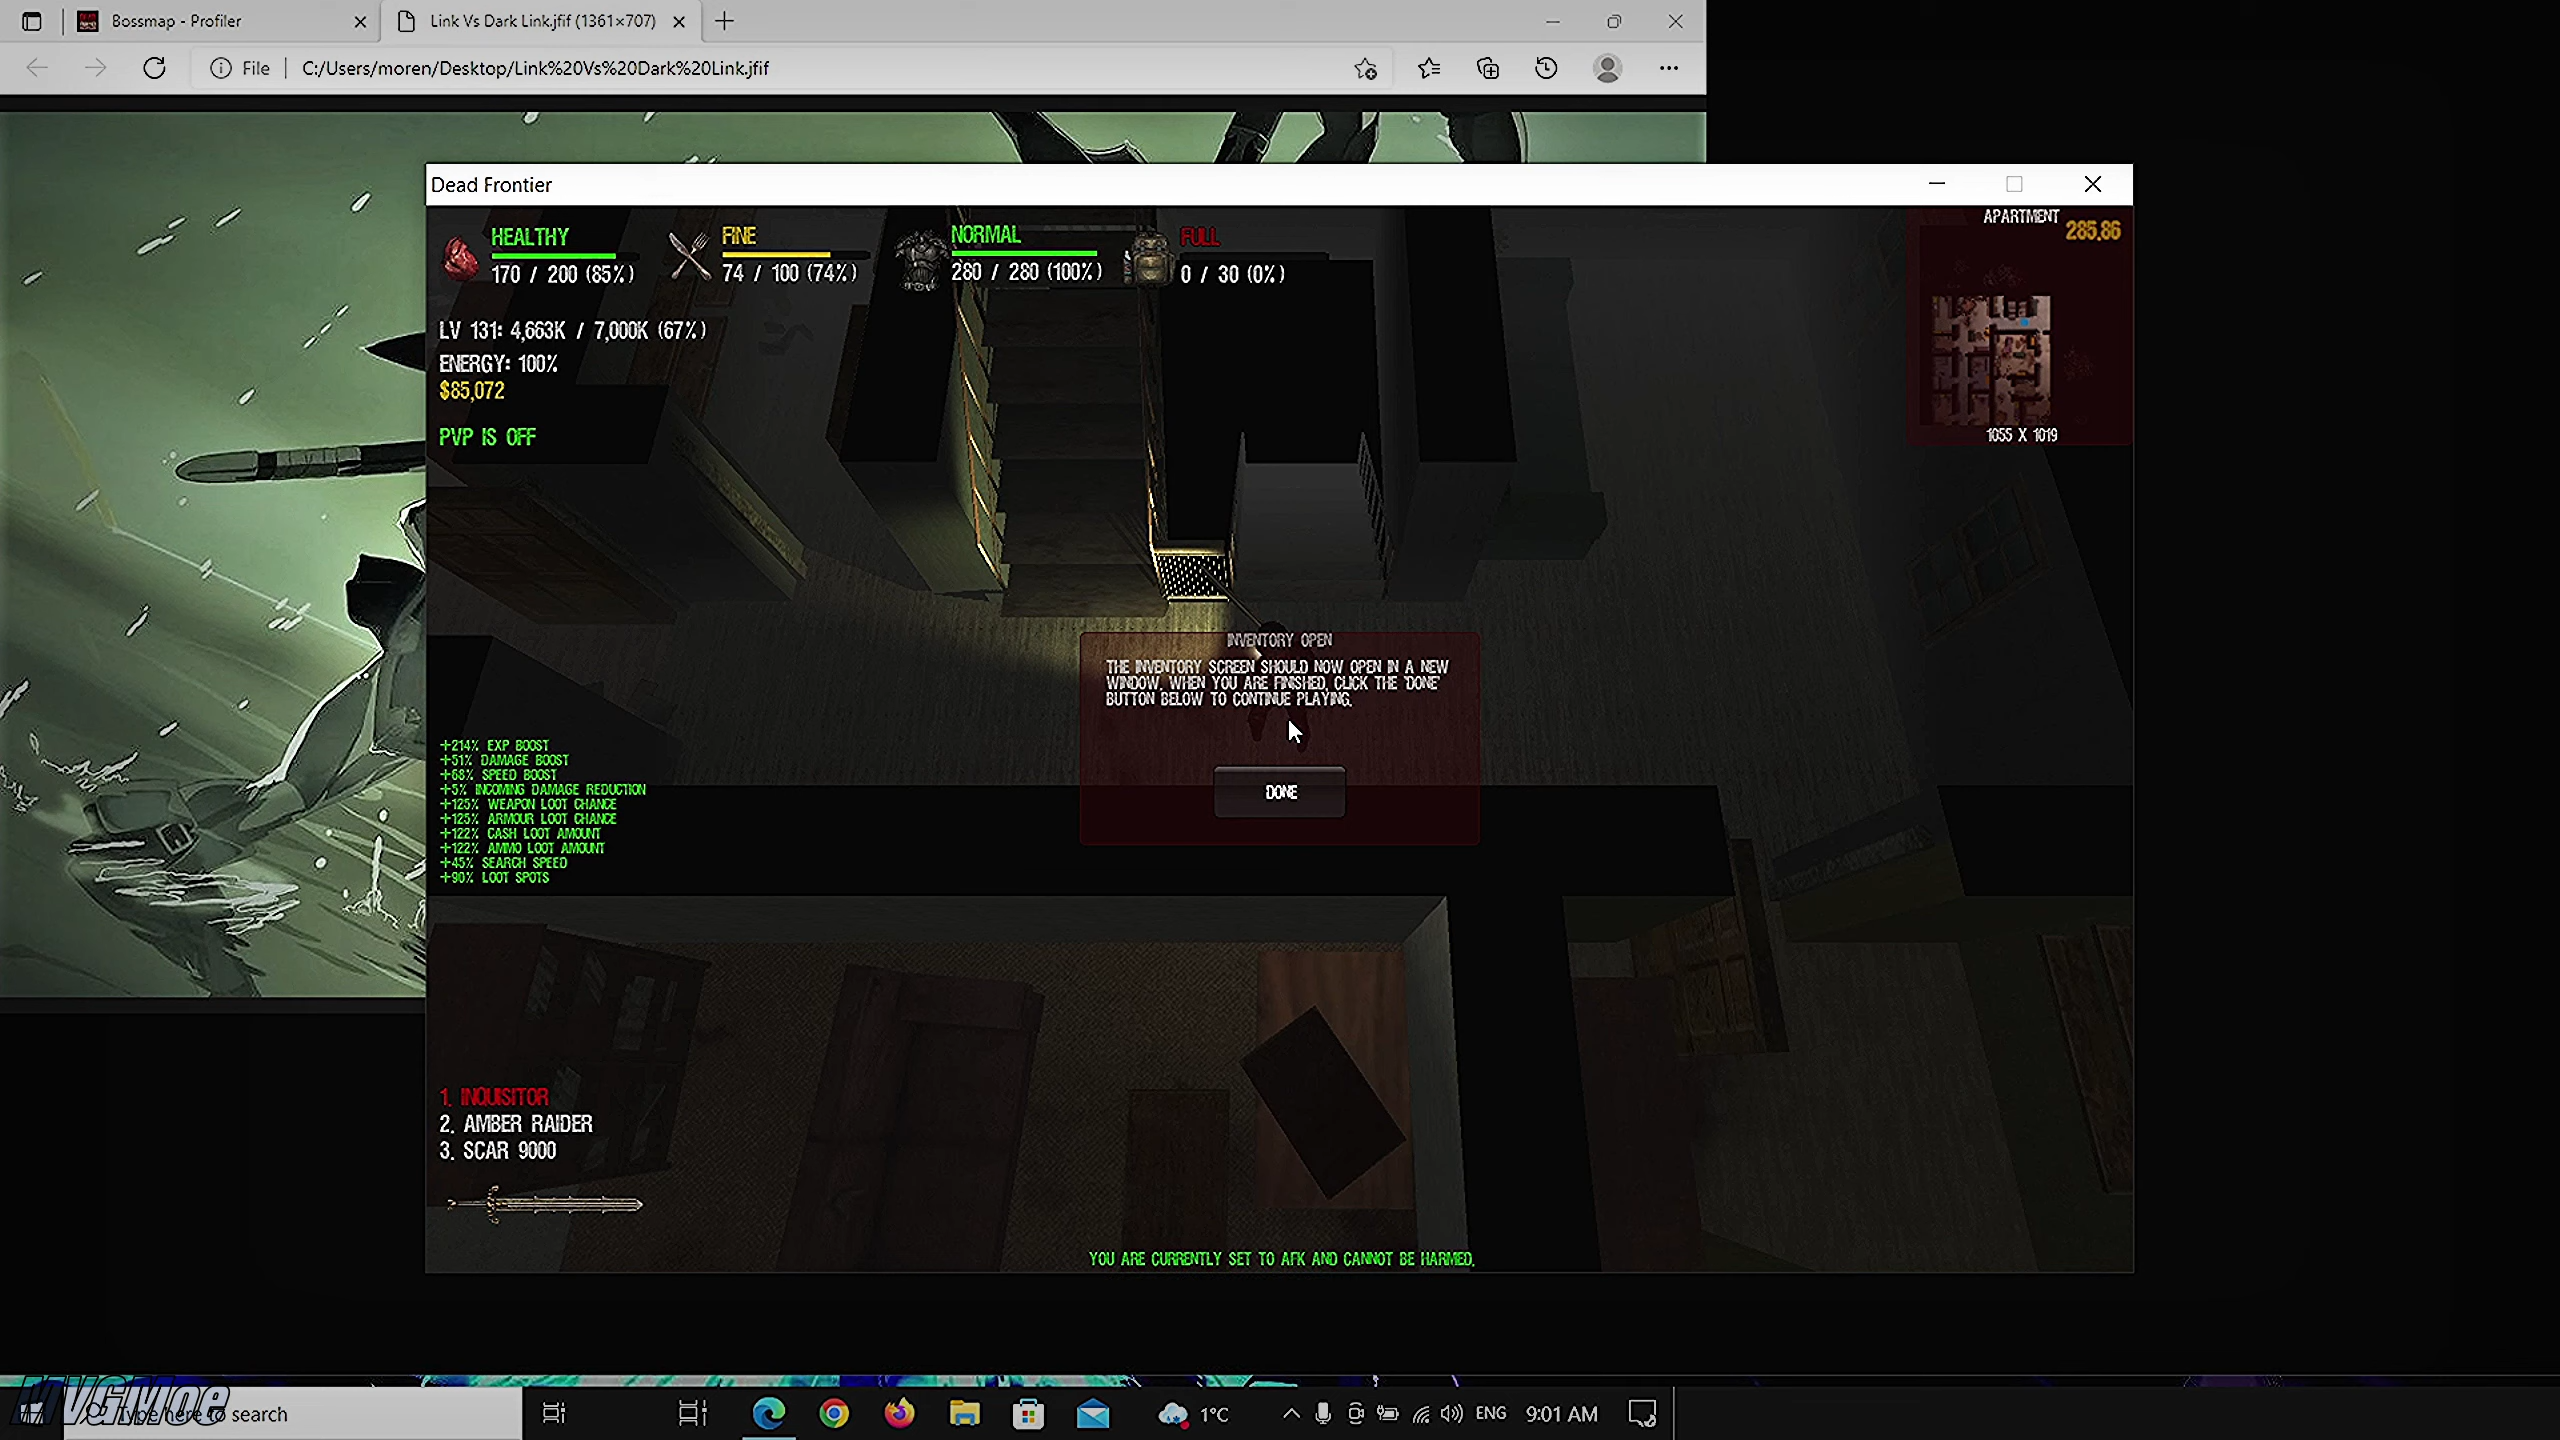 Bossmap - Profiler
Link Vs Dark Link.jfif (1361×707)
File
C:/Users/moren/Desktop/Link%20Vs%20Dark%20Link.jfif
Dead Frontier
HEALTHY
170 / 200 (85%)
FINE
74 / 100 (74%)
NORMAL
280 / 280 (100%)
FULL
0 / 30 (0%)
APARTMENT
285.86
1055 X 1019
LV 131: 4,663K / 7,000K (67%)
ENERGY: 100%
$85,072
PVP IS OFF
INVENTORY OPEN
THE INVENTORY SCREEN SHOULD NOW OPEN IN A NEW
WINDOW. WHEN YOU ARE FINISHED, CLICK THE 'DONE'
BUTTON BELOW TO CONTINUE PLAYING.
DONE
+214% EXP BOOST
+51% DAMAGE BOOST
+68% SPEED BOOST
+5% INCOMING DAMAGE REDUCTION
+125% WEAPON LOOT CHANCE
+125% ARMOUR LOOT CHANCE
+122% CASH LOOT AMOUNT
+122% AMMO LOOT AMOUNT
+45% SEARCH SPEED
+90% LOOT SPOTS
1. INQUISITOR
2. AMBER RAIDER
3. SCAR 9000
YOU ARE CURRENTLY SET TO AFK AND CANNOT BE HARMED.
Type here to search
1°C
ENG
9:01 AM